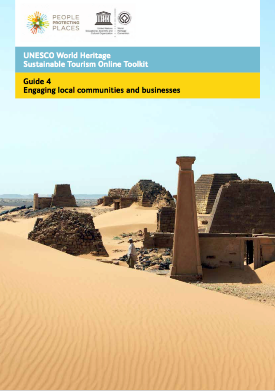 PEOPLE
PROTECTING
PLACES
UNESCO World Heritage
Sustainable Tourism Online Toolkit
Guide 4
Engaging local communities and businesses